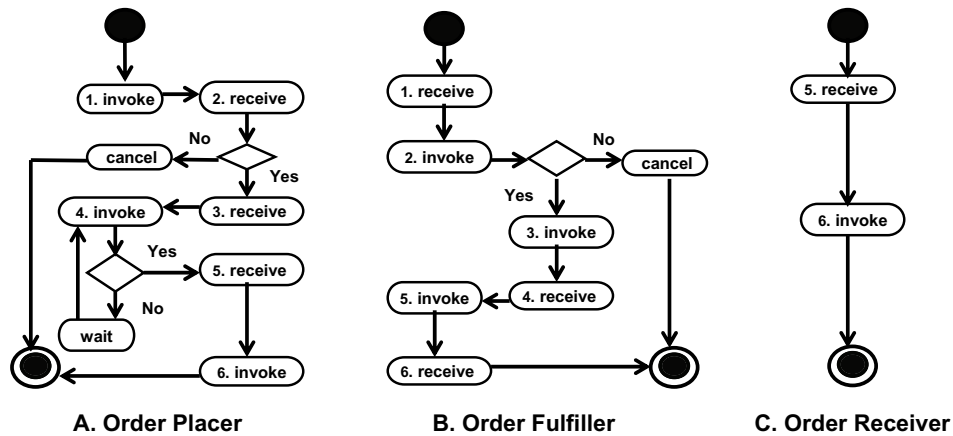 1. invoke
2. receive
No
cancel
Yes
4. invoke
3. receive
Yes
5. receive
No
wait
6. invoke
A. Order Placer
1. receive
2. invoke
No
cancel
Yes
3. invoke
5. invoke
4. receive
6. receive
B. Order Fulfiller
5. receive
6. invoke
C. Order Receiver